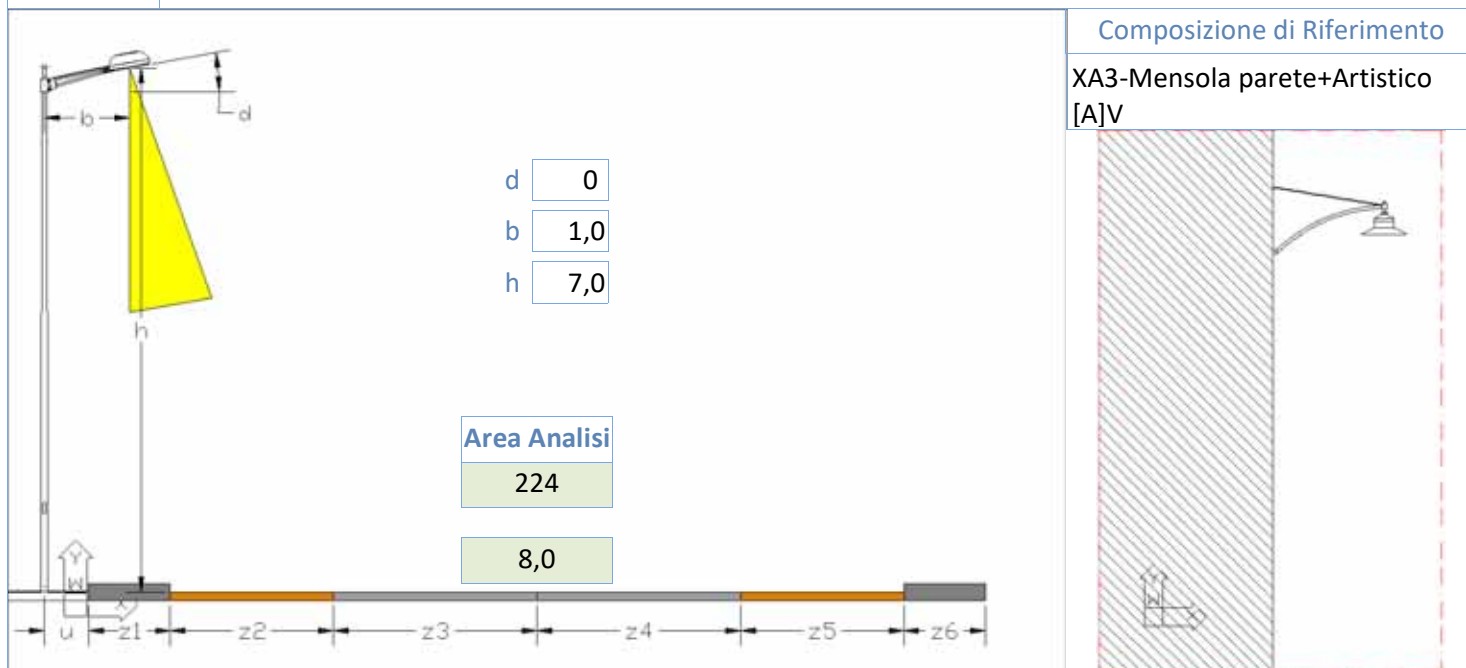 Composizione di Riferimento
XA3-Mensola parete+Artistico
[A]V
b
d
d 0
b 1,0
h 7,0
h
Area Analisi
224
8,0
Y
W
X
u z1 z2 z3 z4 z5 z6
Y
W
X